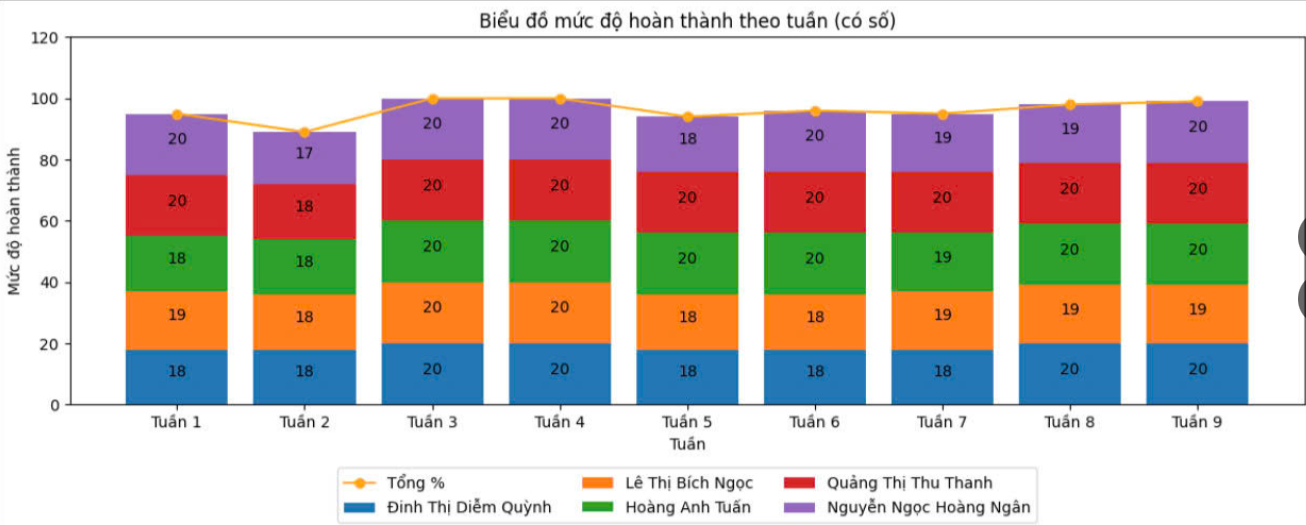 Biểu đồ mức độ hoàn thành theo tuần (có số)
120
100
80
60
40
20
0
Mức độ hoàn thành
20 17 20 20 18 20 19 19 20
20 18 20 20 20 20 20 20 20
18 18 20 20 20 20 19 20 20
19 18 20 20 18 18 19 19 19
18 18 20 20 18 18 18 20 20
Tuần 1 Tuần 2 Tuần 3 Tuần 4 Tuần 5 Tuần 6 Tuần 7 Tuần 8 Tuần 9
Tuần
Tổng % Lê Thị Bích Ngọc Quảng Thị Thu Thanh
Đinh Thị Diễm Quỳnh Hoàng Anh Tuấn Nguyễn Ngọc Hoàng Ngân